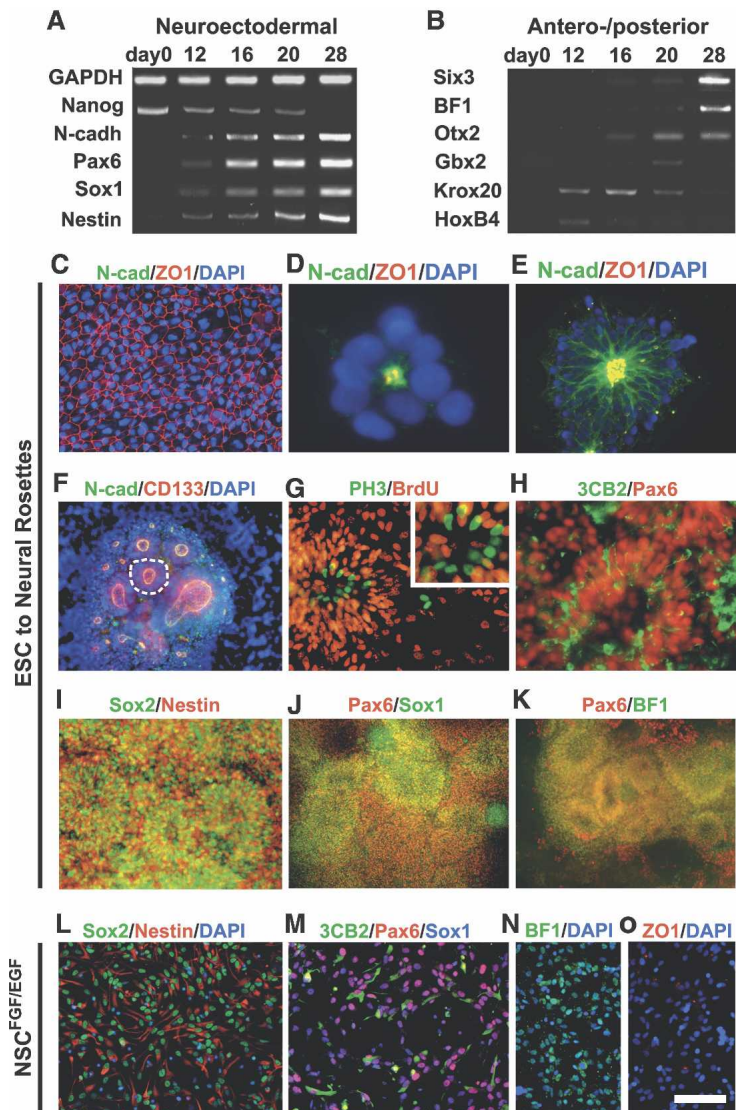 A Neuroectodermal
day0 12 16 20 28
GAPDH
Nanog
N-cadh
Pax6
Sox1
Nestin
B Antero-/posterior
day0 12 16 20 28
Six3
BF1
Otx2
Gbx2
Krox20
HoxB4
ESC to Neural Rosettes
C N-cad/ZO1/DAPI
D N-cad/ZO1/DAPI
E N-cad/ZO1/DAPI
F N-cad/CD133/DAPI
G PH3/BrdU
H 3CB2/Pax6
I Sox2/Nestin
J Pax6/Sox1
K Pax6/BF1
NSC^FGF/EGF
L Sox2/Nestin/DAPI
M 3CB2/Pax6/Sox1
N BF1/DAPI
O ZO1/DAPI